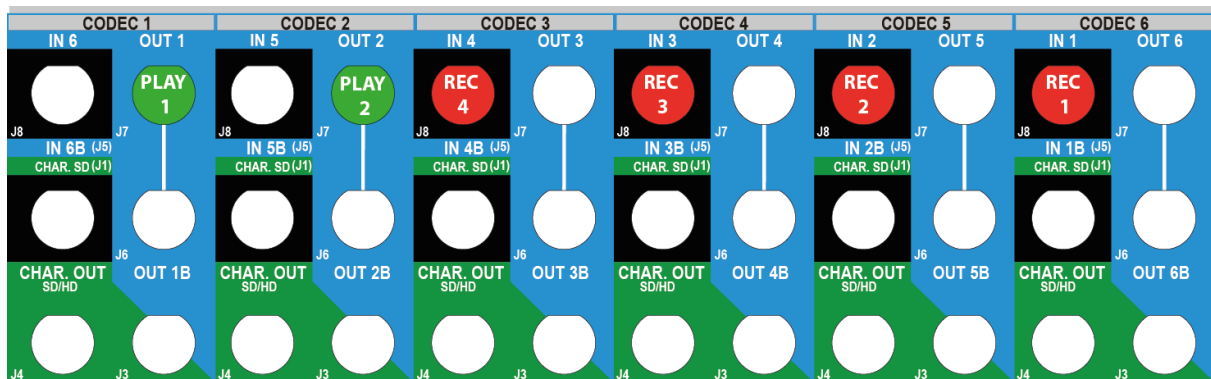 CODEC 1 CODEC 2 CODEC 3 CODEC 4 CODEC 5 CODEC 6
IN 6 OUT 1 IN 5 OUT 2 IN 4 OUT 3 IN 3 OUT 4 IN 2 OUT 5 IN 1 OUT 6
PLAY 1 PLAY 2 REC 4 REC 3 REC 2 REC 1
J8 J7 J8 J7 J8 J7 J8 J7 J8 J7 J8 J7
IN 6B (J5) IN 5B (J5) IN 4B (J5) IN 3B (J5) IN 2B (J5) IN 1B (J5)
CHAR. SD (J1) CHAR. SD (J1) CHAR. SD (J1) CHAR. SD (J1) CHAR. SD (J1) CHAR. SD (J1)
J6 J6 J6 J6 J6 J6
CHAR. OUT OUT 1B CHAR. OUT OUT 2B CHAR. OUT OUT 3B CHAR. OUT OUT 4B CHAR. OUT OUT 5B CHAR. OUT OUT 6B
SD/HD SD/HD SD/HD SD/HD SD/HD SD/HD
J4 J3 J4 J3 J4 J3 J4 J3 J4 J3 J4 J3